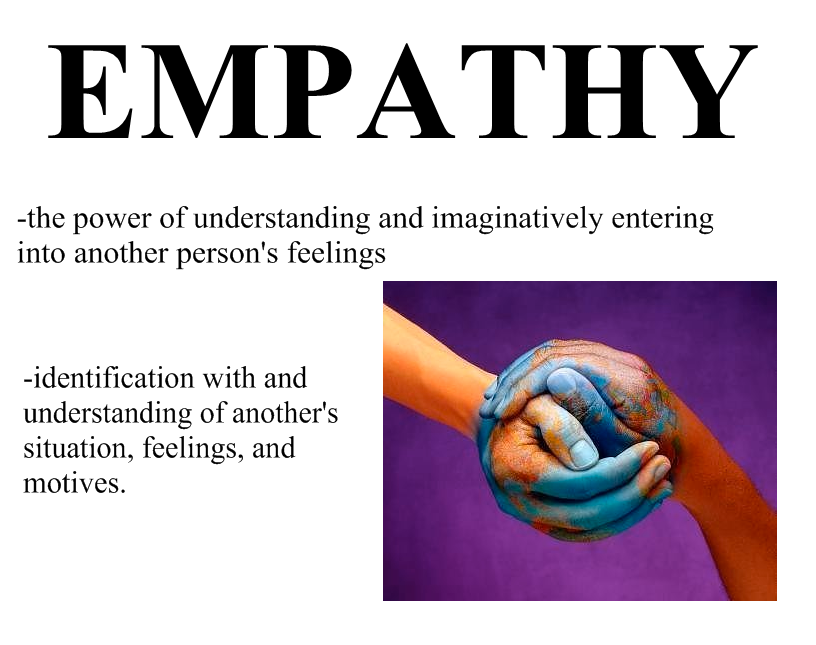 EMPATHY
-the power of understanding and imaginatively entering
into another person's feelings
-identification with and
understanding of another's
situation, feelings, and
motives.